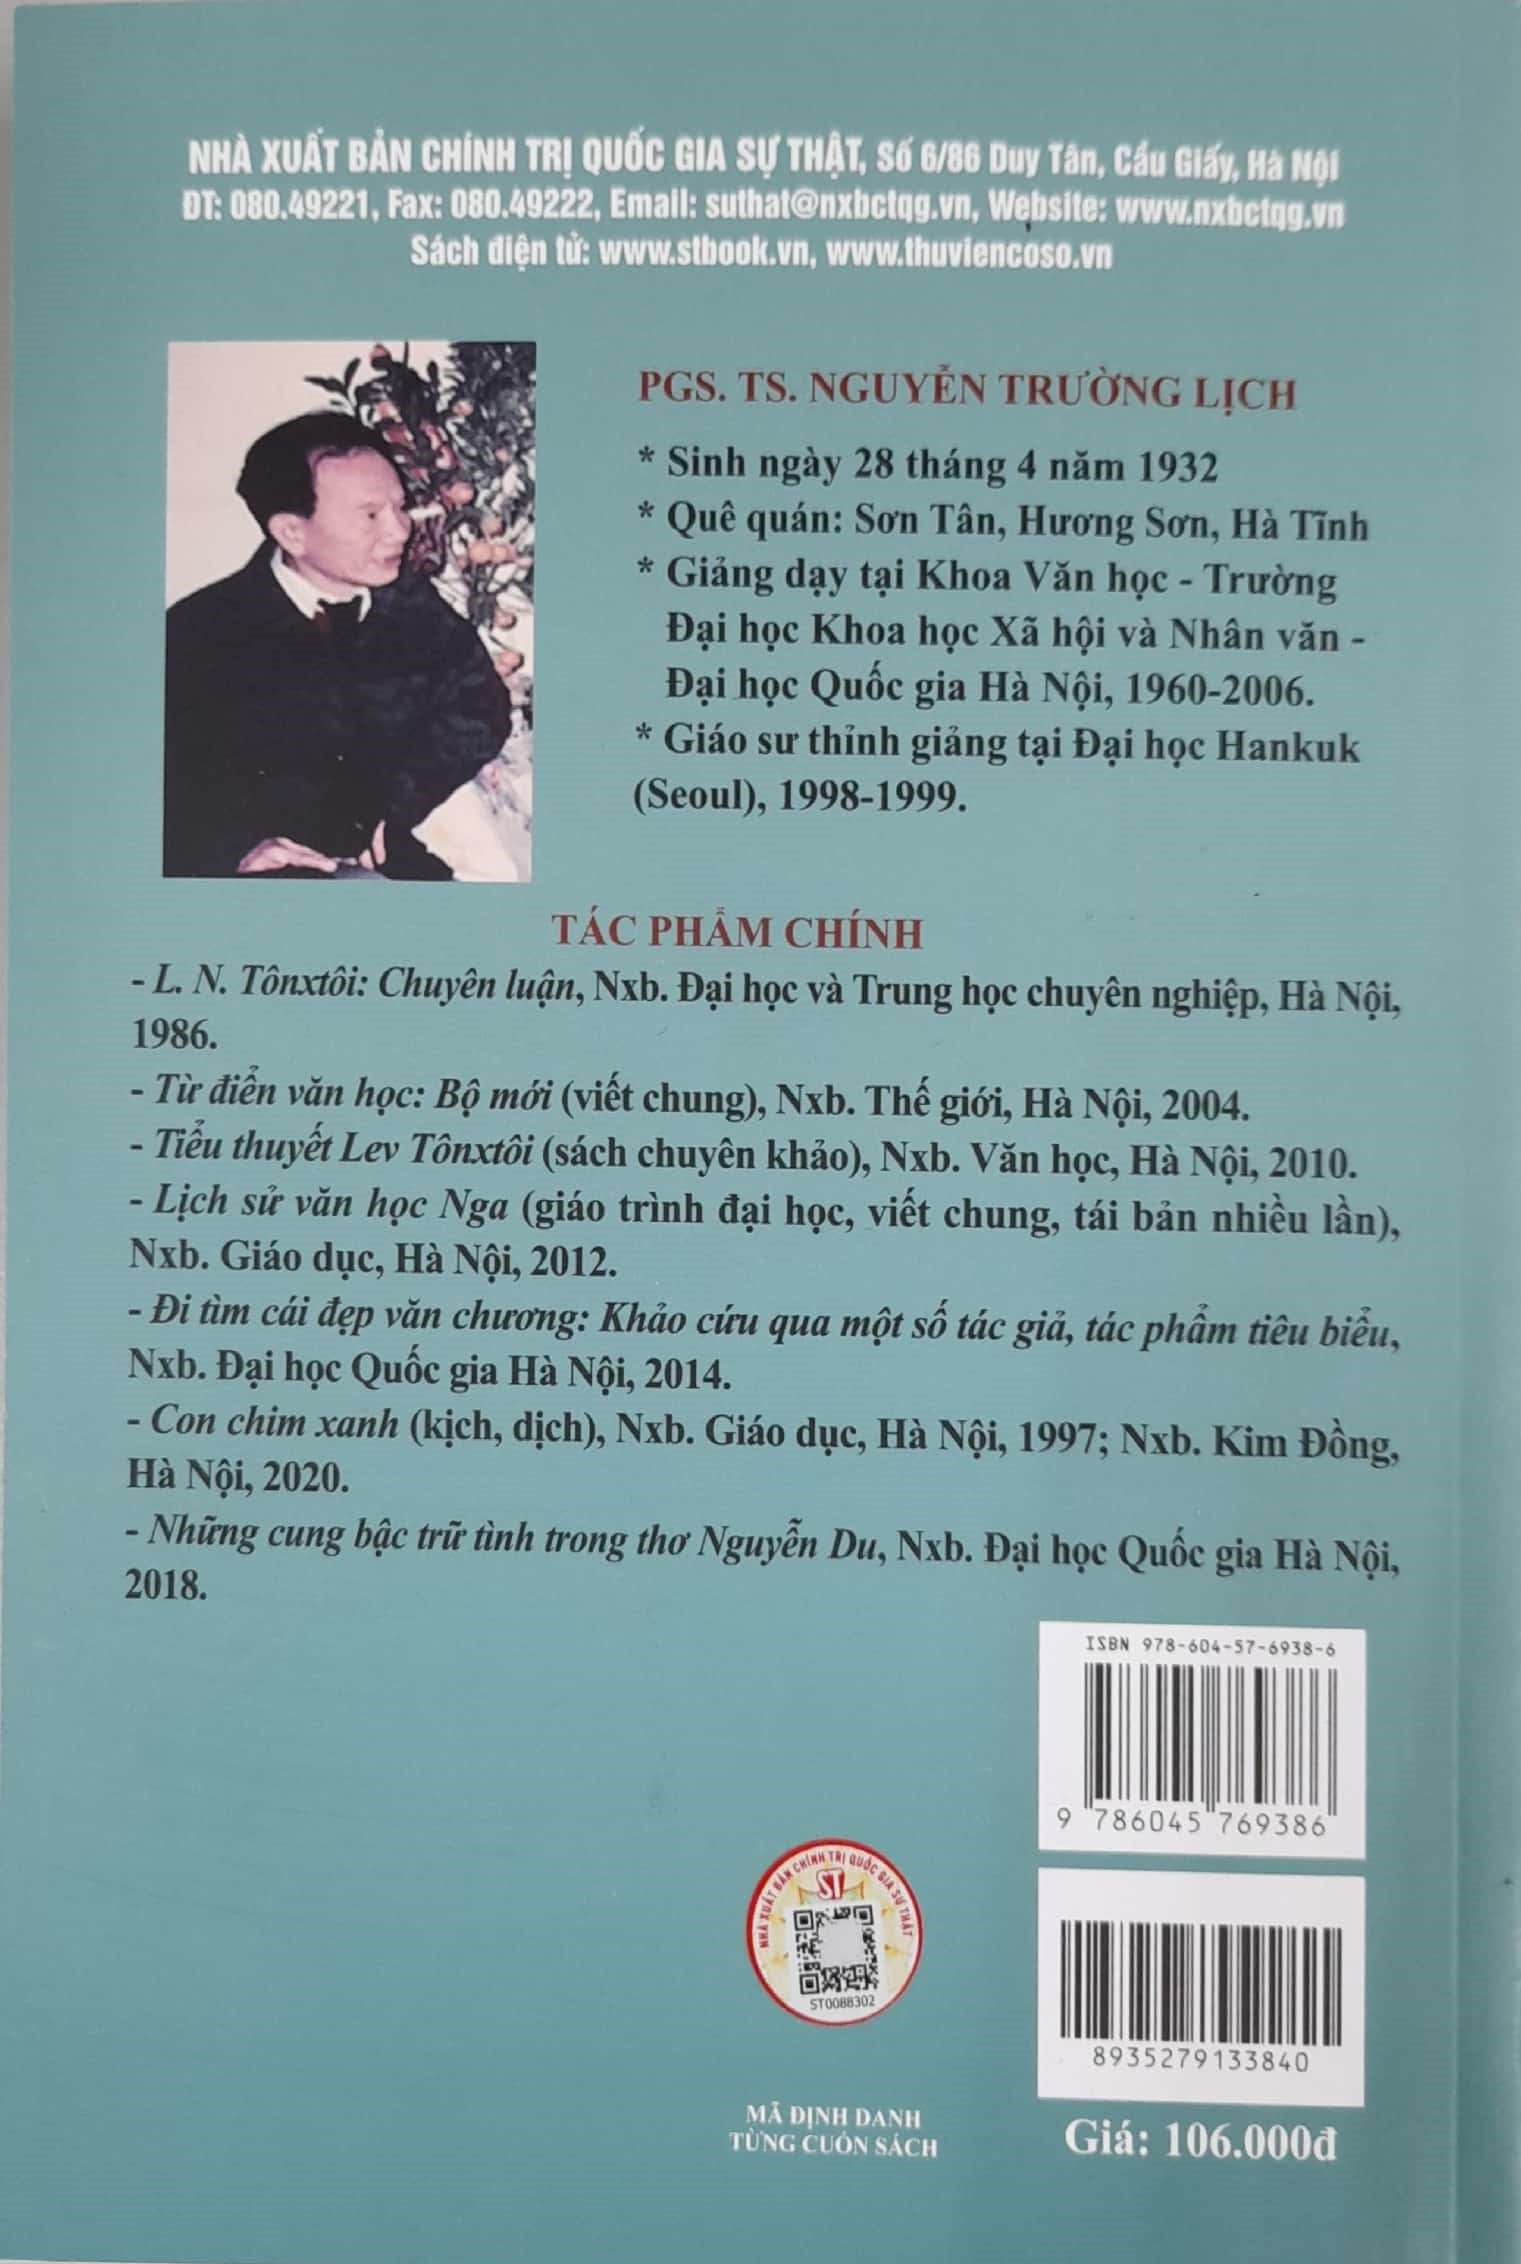 NHÀ XUẤT BẢN CHÍNH TRỊ QUỐC GIA SỰ THẬT, Số 6/86 Duy Tân, Cầu Giấy, Hà Nội
ĐT: 080.49221, Fax: 080.49222, Email: suthat@nxbctqg.vn, Website: www.nxbctqg.vn
Sách điện tử: www.stbook.vn, www.thuviencoso.vn
PGS. TS. NGUYỄN TRƯỜNG LỊCH
* Sinh ngày 28 tháng 4 năm 1932
* Quê quán: Sơn Tân, Hương Sơn, Hà Tĩnh
* Giảng dạy tại Khoa Văn học - Trường
Đại học Khoa học Xã hội và Nhân văn -
Đại học Quốc gia Hà Nội, 1960-2006.
* Giáo sư thỉnh giảng tại Đại học Hankuk
(Seoul), 1998-1999.
TÁC PHẨM CHÍNH
- L. N. Tônxtôi: Chuyên luận, Nxb. Đại học và Trung học chuyên nghiệp, Hà Nội,
1986.
- Từ điển văn học: Bộ mới (viết chung), Nxb. Thế giới, Hà Nội, 2004.
- Tiểu thuyết Lev Tônxtôi (sách chuyên khảo), Nxb. Văn học, Hà Nội, 2010.
- Lịch sử văn học Nga (giáo trình đại học, viết chung, tái bản nhiều lần),
Nxb. Giáo dục, Hà Nội, 2012.
- Đi tìm cái đẹp văn chương: Khảo cứu qua một số tác giả, tác phẩm tiêu biểu,
Nxb. Đại học Quốc gia Hà Nội, 2014.
- Con chim xanh (kịch, dịch), Nxb. Giáo dục, Hà Nội, 1997; Nxb. Kim Đồng,
Hà Nội, 2020.
- Những cung bậc trữ tình trong thơ Nguyễn Du, Nxb. Đại học Quốc gia Hà Nội,
2018.
ISBN 978-604-57-6938-6
9 786045 769386
NHÀ XUẤT BẢN CHÍNH TRỊ QUỐC GIA SỰ THẬT
ST
ST0088302
8935279133840
MÃ ĐỊNH DANH
TỪNG CUỐN SÁCH
Giá: 106.000đ